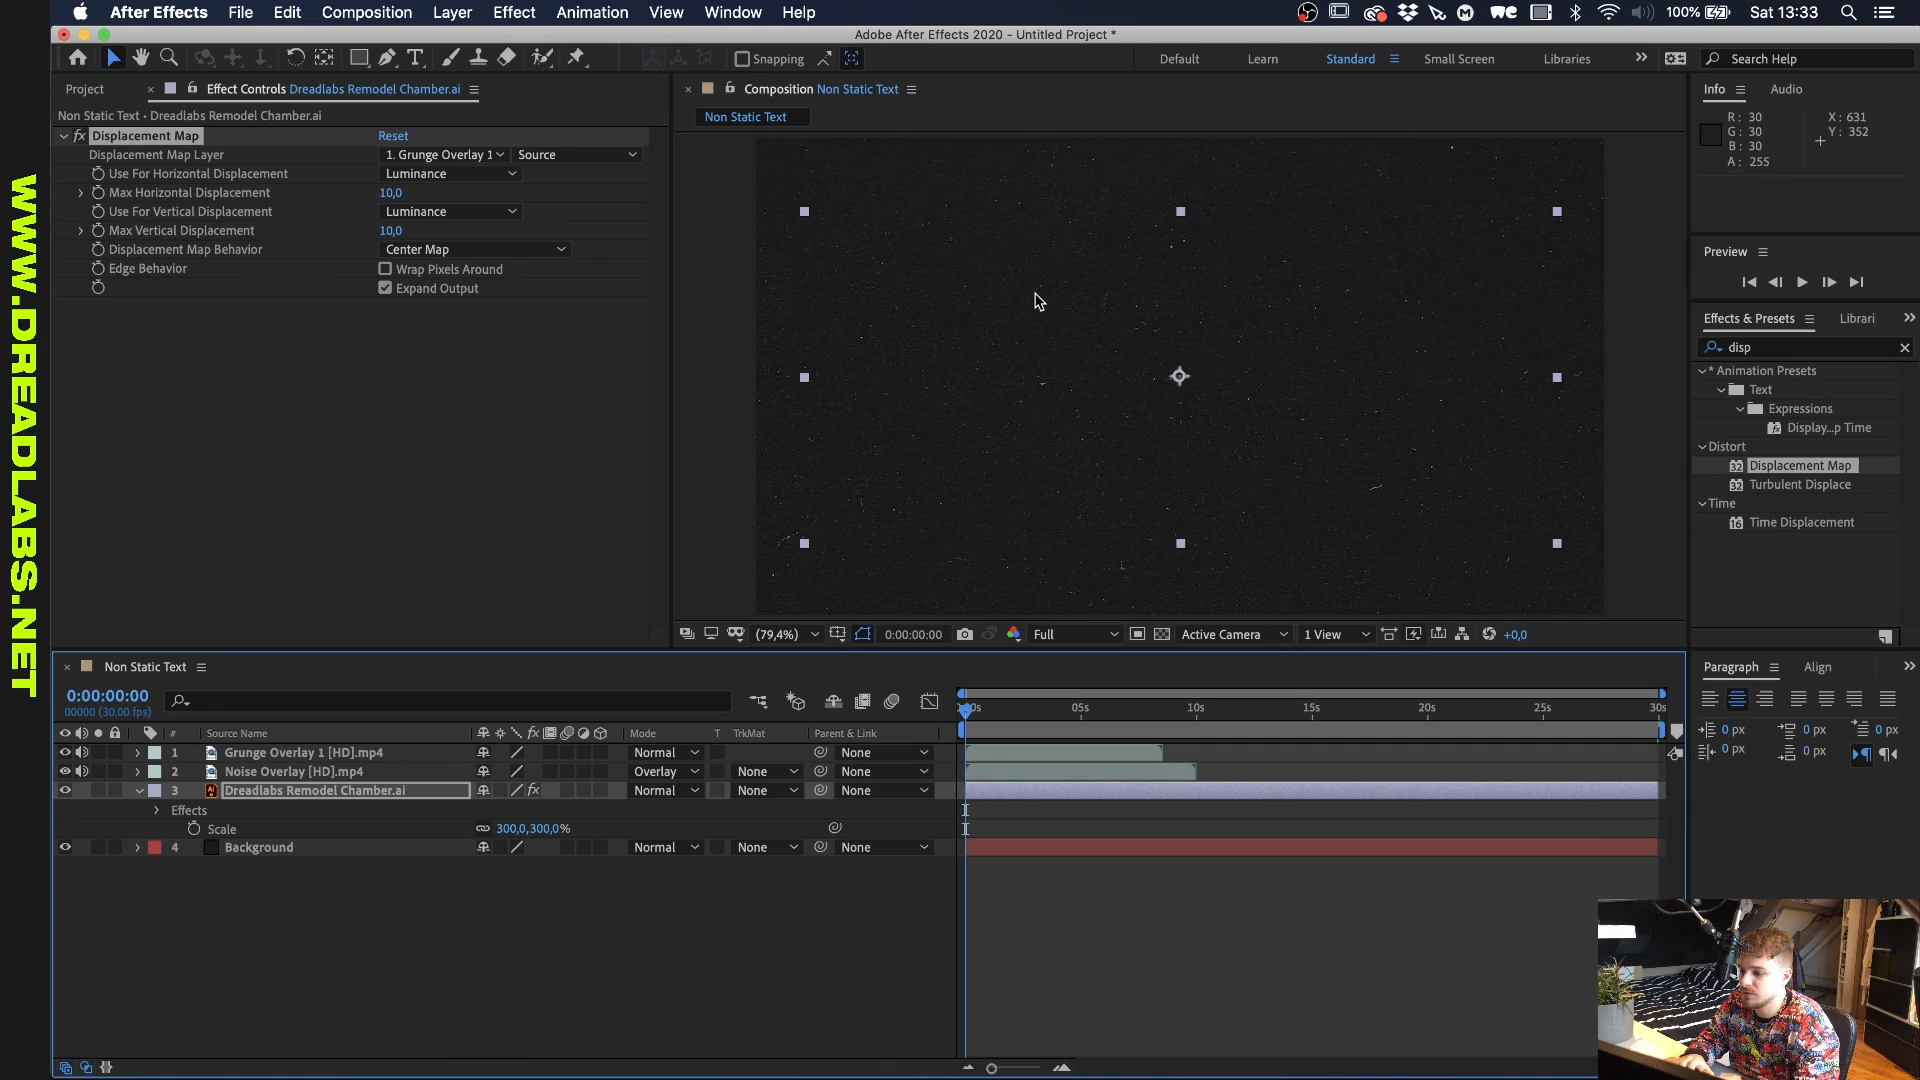 After Effects File Edit Composition Layer Effect Animation View Window Help 100% Sat 13:33
Adobe After Effects 2020 - Untitled Project *
Snapping Default Learn Standard Small Screen Libraries Search Help
Project Effect Controls Dreadlabs Remodel Chamber.ai
Non Static Text • Dreadlabs Remodel Chamber.ai
fx Displacement Map Reset
Displacement Map Layer 1. Grunge Overlay 1 Source
Use For Horizontal Displacement Luminance
Max Horizontal Displacement 10,0
Use For Vertical Displacement Luminance
Max Vertical Displacement 10,0
Displacement Map Behavior Center Map
Edge Behavior Wrap Pixels Around
Expand Output
WWW.DREADLABS.NET
Composition Non Static Text
Non Static Text
(79,4%) 0:00:00:00 Full Active Camera 1 View +0,0
Info Audio
R: 30 X: 631
G: 30 Y: 352
B: 30
A: 255
Preview
Effects & Presets Librari
disp
* Animation Presets
Text
Expressions
Display...p Time
Distort
32 Displacement Map
32 Turbulent Displace
Time
16 Time Displacement
Paragraph Align
0 px 0 px 0 px
0 px 0 px
Non Static Text
0:00:00:00
00000 (30.00 fps)
# Source Name fx Mode T TrkMat Parent & Link
1 Grunge Overlay 1 [HD].mp4 Normal None
2 Noise Overlay [HD].mp4 Overlay None None
3 Ai Dreadlabs Remodel Chamber.ai fx Normal None None
Effects
Scale 300,0,300,0%
4 Background Normal None None
00s 05s 10s 15s 20s 25s 30s